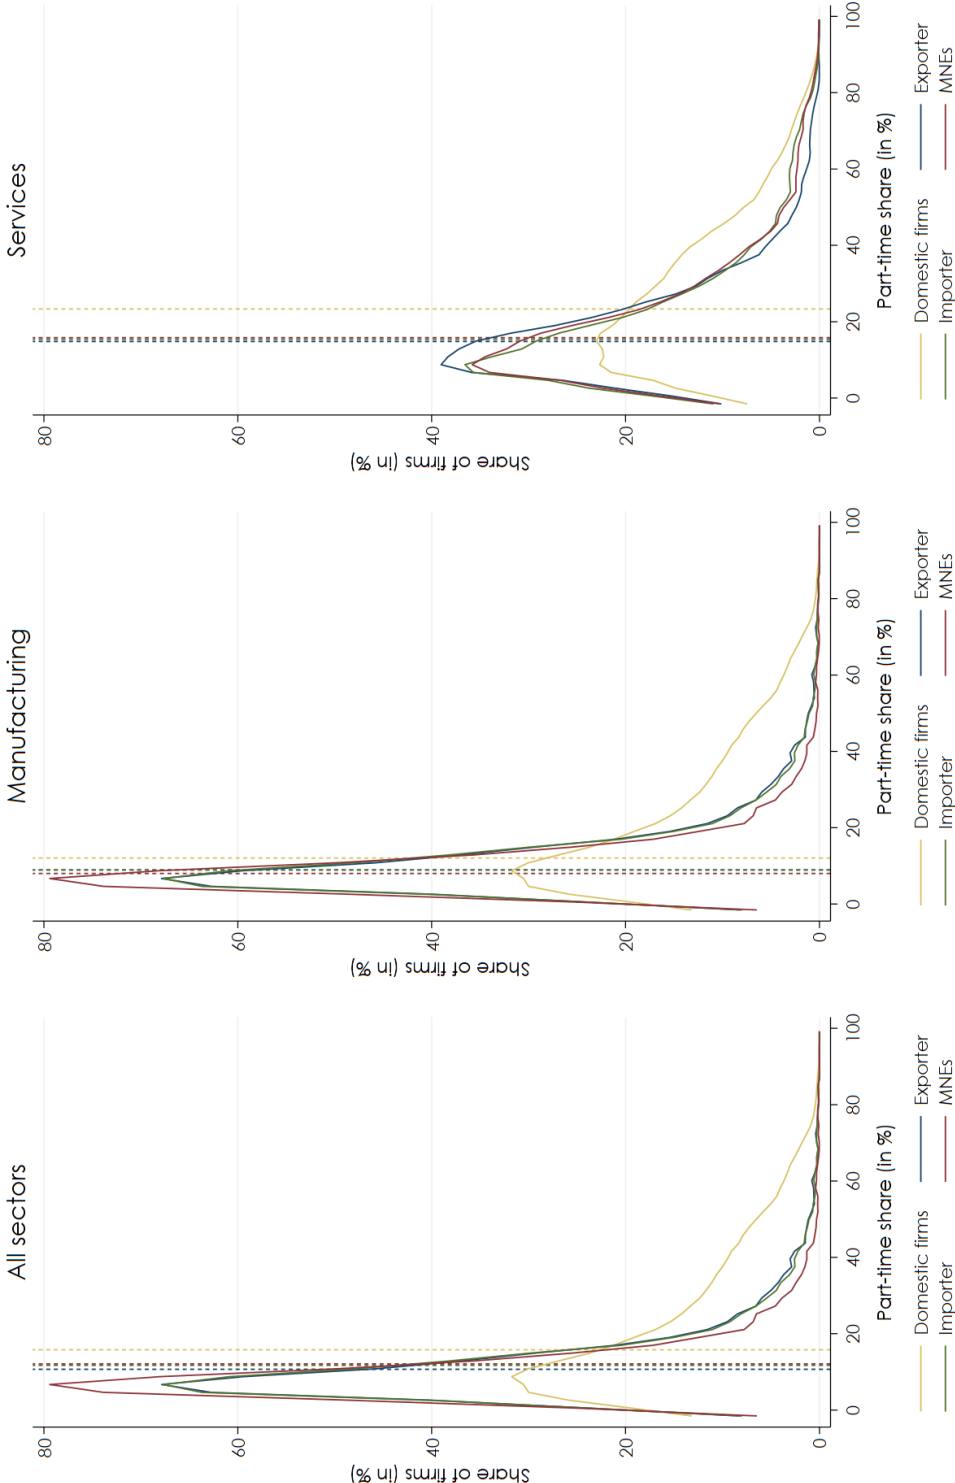 All sectors
Share of firms (in %)
80
60
40
20
0
0 20 40 60 80 100
Part-time share (in %)
Domestic firms Exporter
Importer MNEs
Manufacturing
Share of firms (in %)
80
60
40
20
0
0 20 40 60 80 100
Part-time share (in %)
Domestic firms Exporter
Importer MNEs
Services
Share of firms (in %)
80
60
40
20
0
0 20 40 60 80 100
Part-time share (in %)
Domestic firms Exporter
Importer MNEs